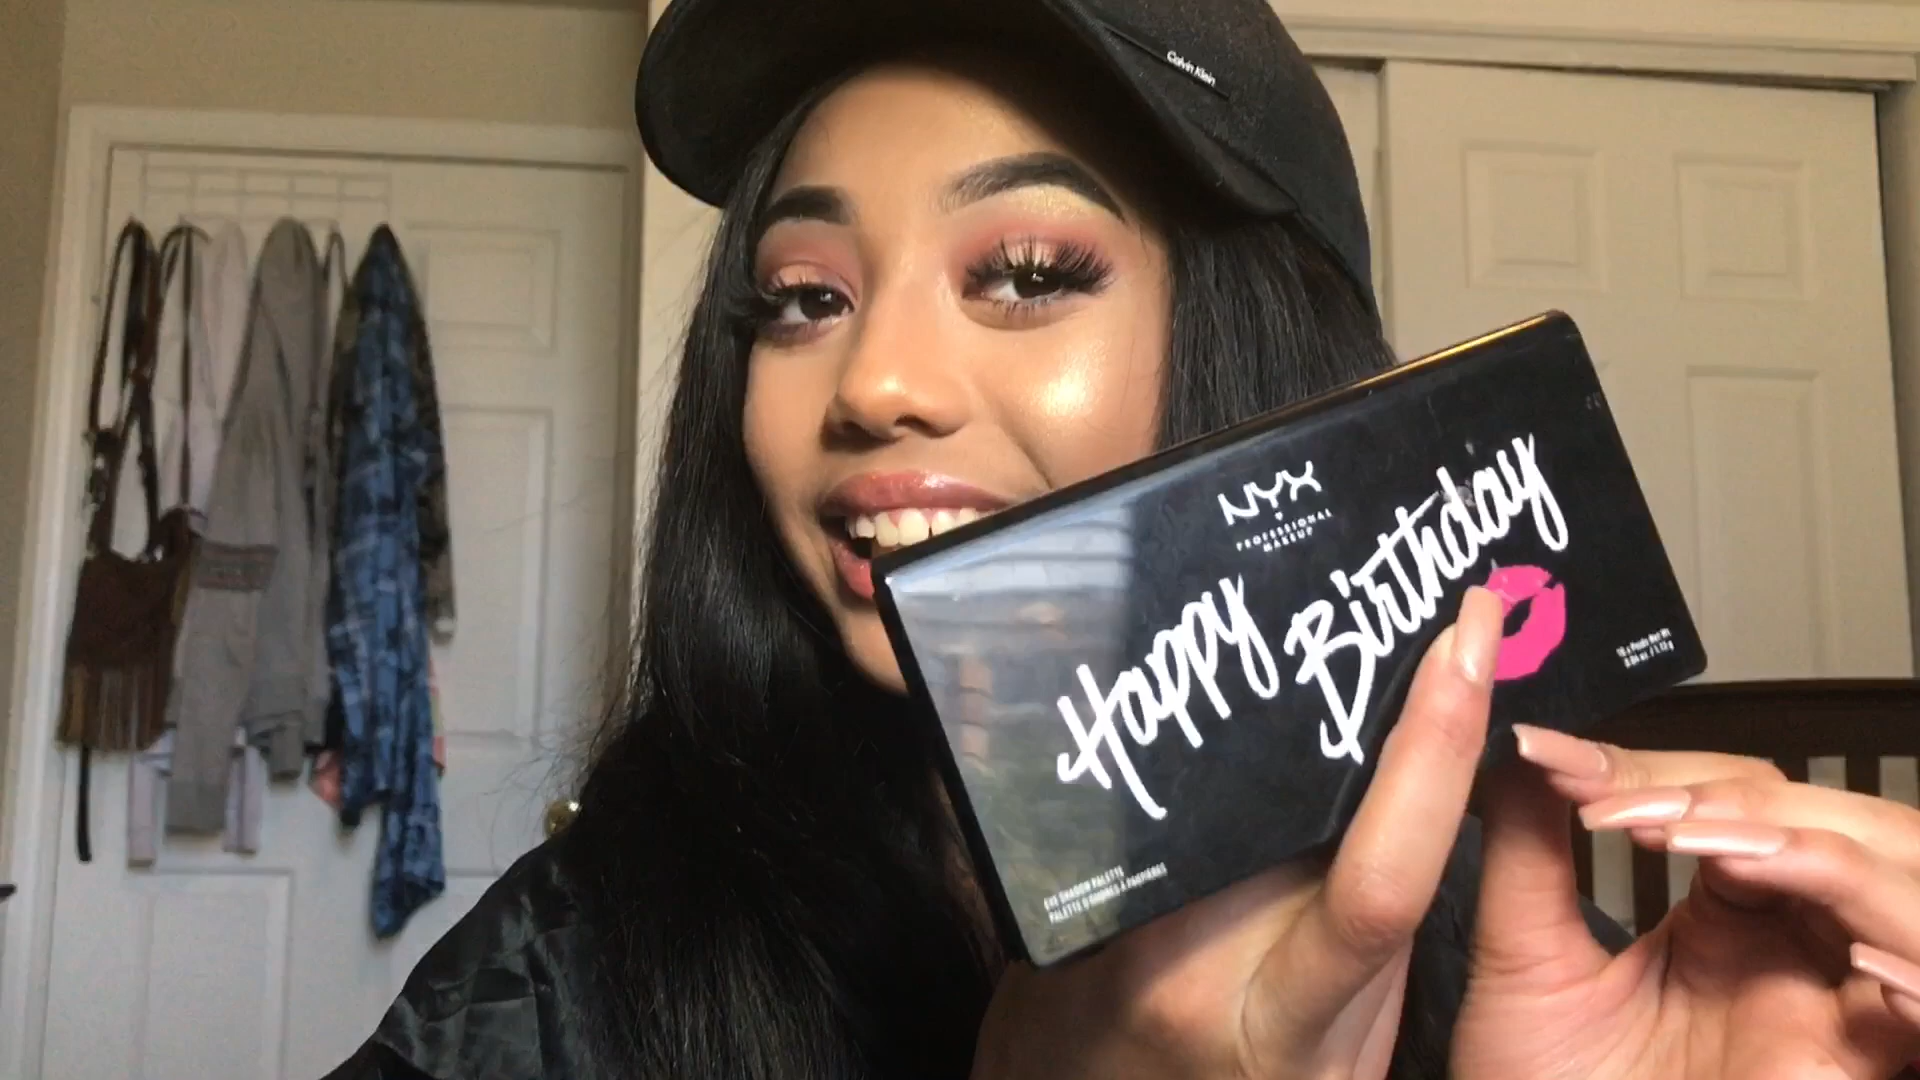 Calvin Klein
NYX
PROFESSIONAL
MAKEUP
Happy Birthday
EYE SHADOW PALETTE
PALETTE D'OMBRES À PAUPIÈRES